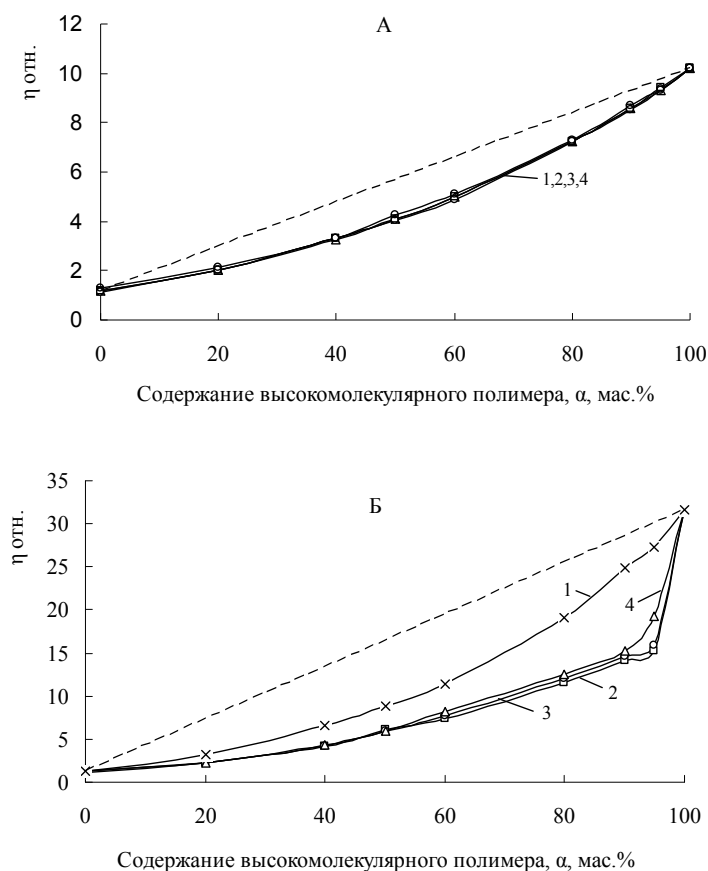 А
η отн.
12
10
8
6
4
2
0
1,2,3,4
0 20 40 60 80 100
Содержание высокомолекулярного полимера, α, мас.%
Б
η отн.
35
30
25
20
15
10
5
0
1
4
2
3
0 20 40 60 80 100
Содержание высокомолекулярного полимера, α, мас.%